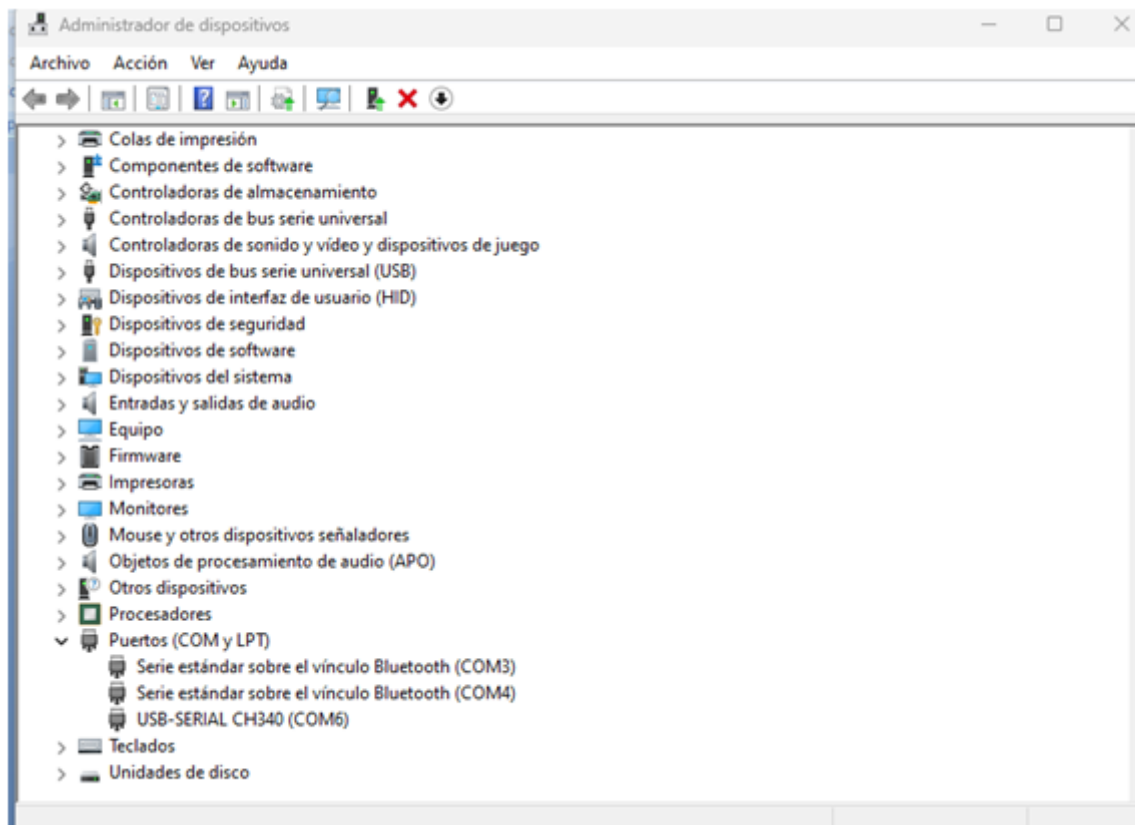 Administrador de dispositivos
Archivo Acción Ver Ayuda
Colas de impresión
Componentes de software
Controladoras de almacenamiento
Controladoras de bus serie universal
Controladoras de sonido y vídeo y dispositivos de juego
Dispositivos de bus serie universal (USB)
Dispositivos de interfaz de usuario (HID)
Dispositivos de seguridad
Dispositivos de software
Dispositivos del sistema
Entradas y salidas de audio
Equipo
Firmware
Impresoras
Monitores
Mouse y otros dispositivos señaladores
Objetos de procesamiento de audio (APO)
Otros dispositivos
Procesadores
Puertos (COM y LPT)
Serie estándar sobre el vínculo Bluetooth (COM3)
Serie estándar sobre el vínculo Bluetooth (COM4)
USB-SERIAL CH340 (COM6)
Teclados
Unidades de disco